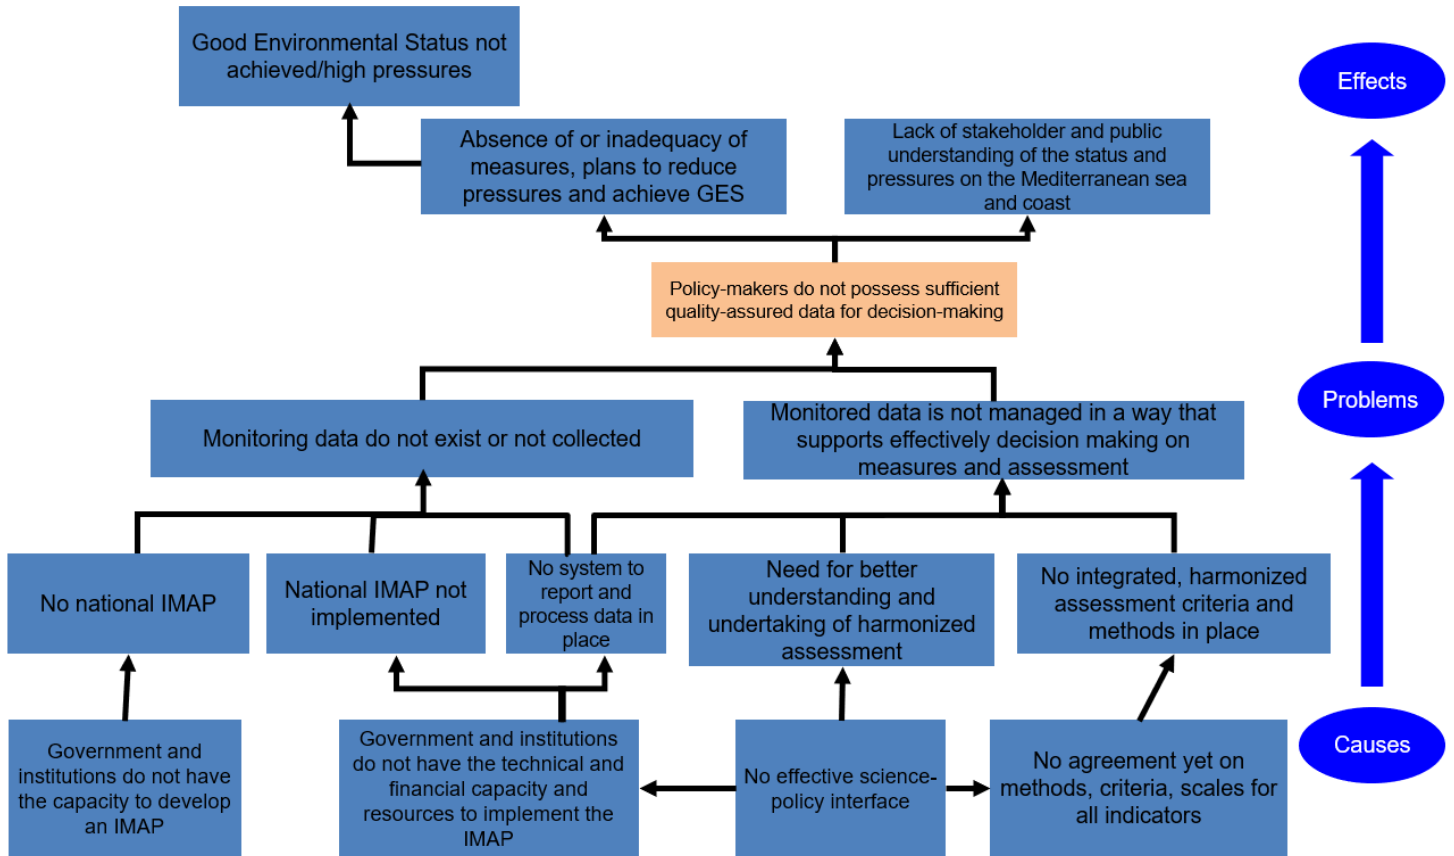 Good Environmental Status not
achieved/high pressures
Effects
Absence of or inadequacy of
measures, plans to reduce
pressures and achieve GES
Lack of stakeholder and public
understanding of the status and
pressures on the Mediterranean sea
and coast
Policy-makers do not possess sufficient
quality-assured data for decision-making
Problems
Monitoring data do not exist or not collected
Monitored data is not managed in a way that
supports effectively decision making on
measures and assessment
No national IMAP
National IMAP not
implemented
No system to
report and
process data in
place
Need for better
understanding and
undertaking of harmonized
assessment
No integrated, harmonized
assessment criteria and
methods in place
Government and
institutions do not have
the capacity to develop
an IMAP
Government and institutions
do not have the technical and
financial capacity and
resources to implement the
IMAP
No effective science-
policy interface
No agreement yet on
methods, criteria, scales for
all indicators
Causes